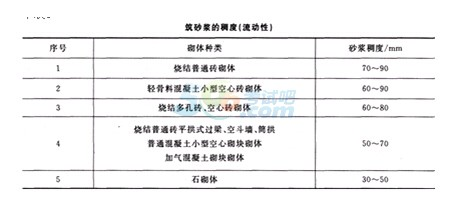 筑砂浆的稠度(流动性)
序号 砌体种类 砂浆稠度/mm
1 烧结普通砖砌体 70~90
2 轻骨料混凝土小型空心砖砌体 60~90
3 烧结多孔砖、空心砖砌体 60~80
烧结普通砖平拱式过梁、空斗墙、筒拱
4 普通混凝土小型空心砌块砌体 50~70
加气混凝土砌块砌体
5 石砌体 30~50
考试吧